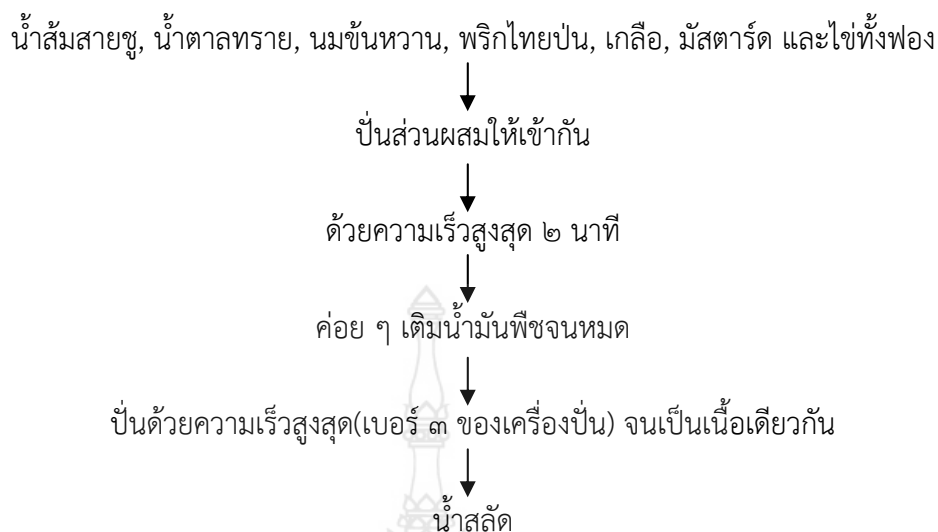 น้ำส้มสายชู, น้ำตาลทราย, นมข้นหวาน, พริกไทยป่น, เกลือ, มัสตาร์ด และไข่ทั้งฟอง
ปั่นส่วนผสมให้เข้ากัน
ด้วยความเร็วสูงสุด ๒ นาที
ค่อย ๆ เติมน้ำมันพืชจนหมด
ปั่นด้วยความเร็วสูงสุด(เบอร์ ๓ ของเครื่องปั่น) จนเป็นเนื้อเดียวกัน
น้ำสลัด